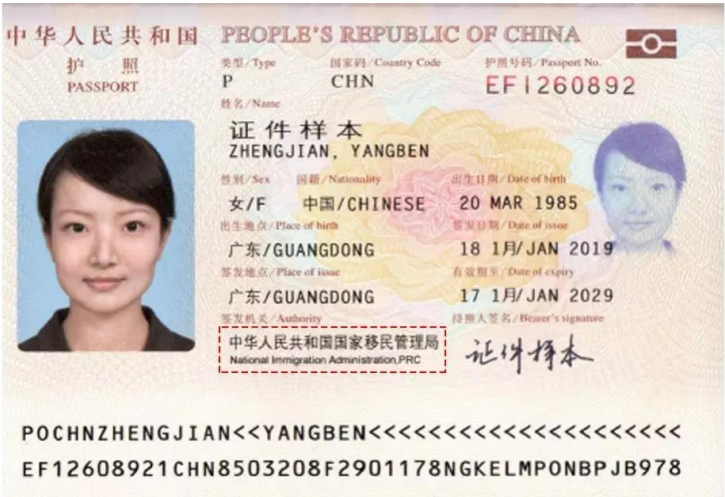 中华人民共和国 PEOPLE'S REPUBLIC OF CHINA
护照
PASSPORT
类型/Type 国家码/Country Code 护照号码/Passport No.
P CHN EF1260892
姓名/Name
证件样本
ZHENGJIAN, YANGBEN
性别/Sex 国籍/Nationality 出生日期/Date of birth
女/F 中国/CHINESE 20 MAR 1985
出生地点/Place of birth 签发日期/Date of issue
广东/GUANGDONG 18 1月/JAN 2019
签发地点/Place of issue 有效期至/Date of expiry
广东/GUANGDONG 17 1月/JAN 2029
签发机关/Authority 持照人签名/Bearer's signature
中华人民共和国国家移民管理局
National Immigration Administration,PRC
证件样本
POCHNZHENGJIAN<<YANGBEN<<<<<<<<<<<<<<<<<<<<<
EF12608921CHN8503208F2901178NGKELMPONBPJB978